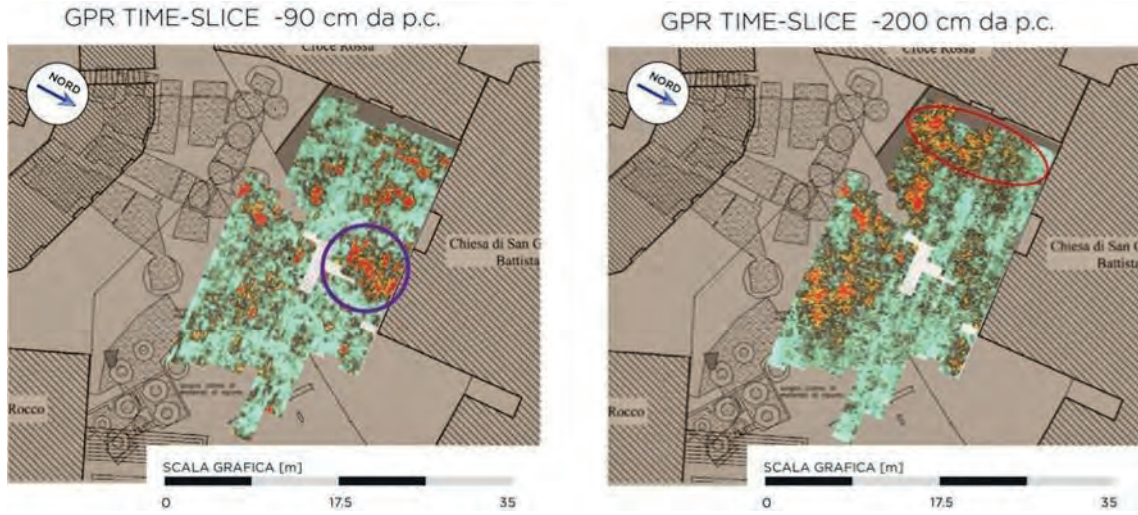 GPR TIME-SLICE -90 cm da p.c.
Croce Rossa
NORD
Chiesa di San G
Battista
Rocco
SCALA GRAFICA [m]
0 17.5 35
GPR TIME-SLICE -200 cm da p.c.
Croce Rossa
NORD
Chiesa di San G
Battista
Rocco
SCALA GRAFICA [m]
0 17.5 35